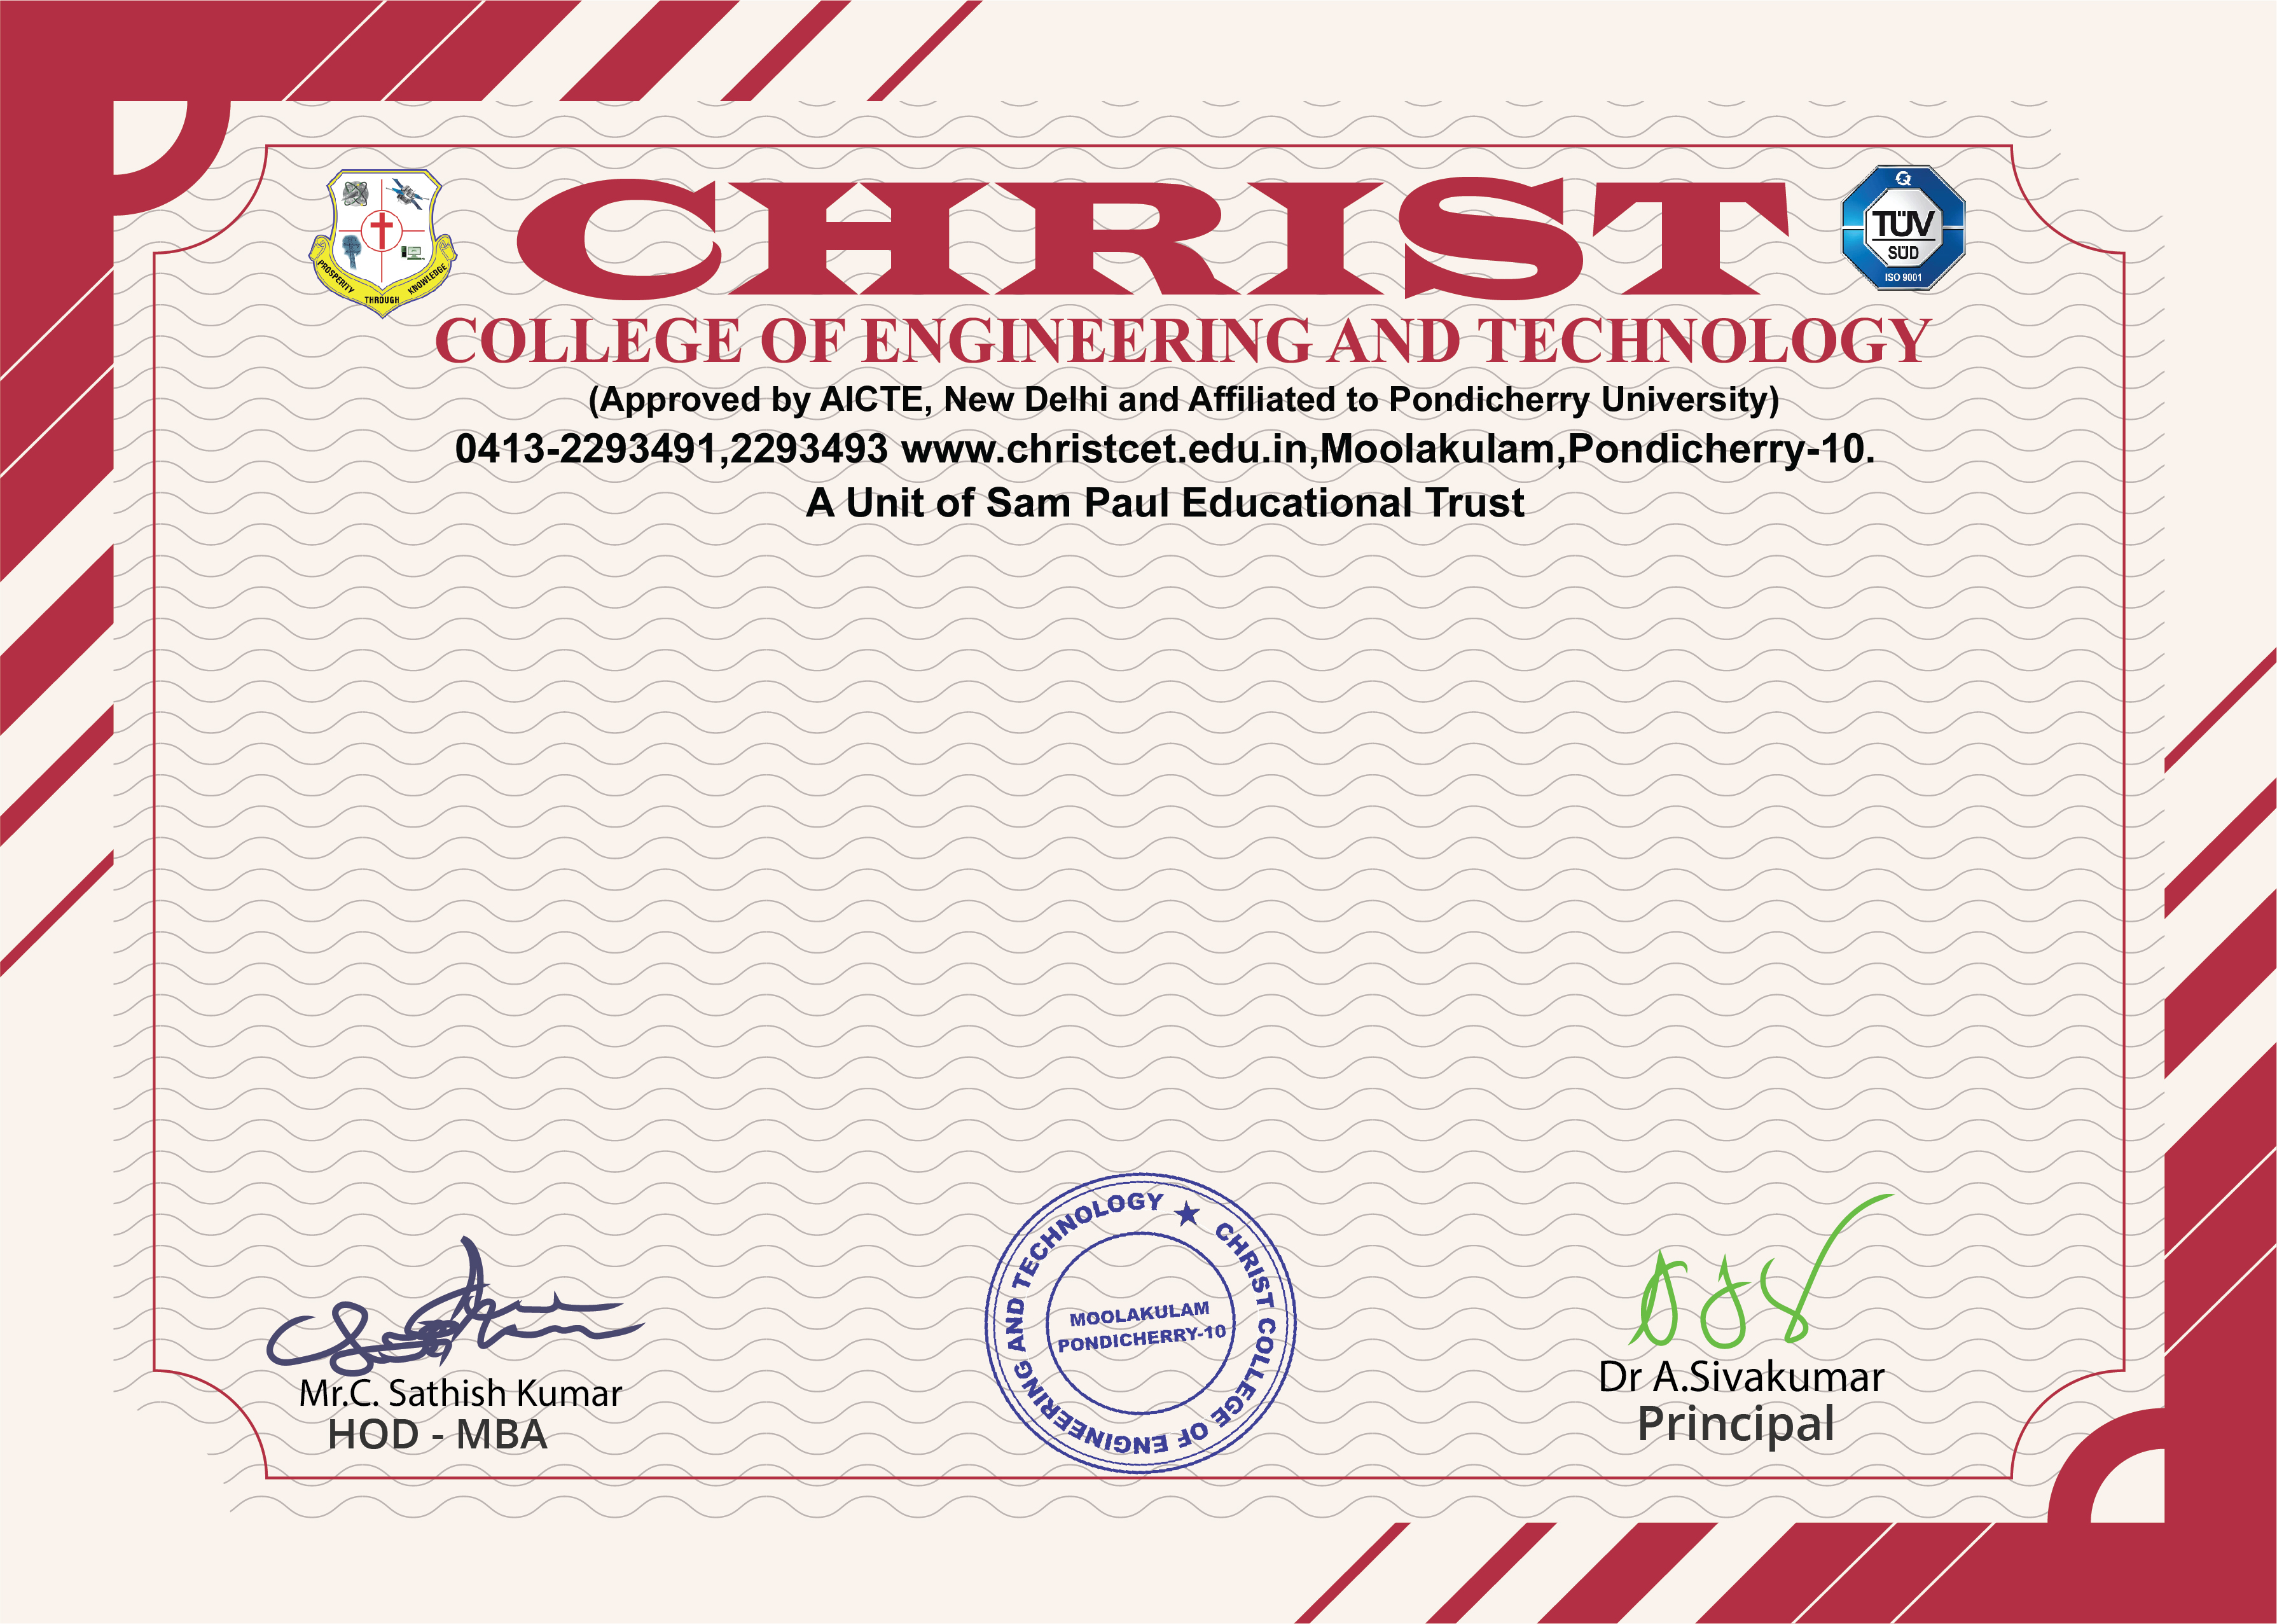 CHRIST
COLLEGE OF ENGINEERING AND TECHNOLOGY
(Approved by AICTE, New Delhi and Affiliated to Pondicherry University)
0413-2293491,2293493 www.christcet.edu.in,Moolakulam,Pondicherry-10.
A Unit of Sam Paul Educational Trust
PROSPERITY THROUGH KNOWLEDGE
TÜV
SÜD
ISO 9001
Mr.C. Sathish Kumar
HOD - MBA
CHRIST COLLEGE OF ENGINEERING AND TECHNOLOGY ★
MOOLAKULAM
PONDICHERRY-10
Dr A.Sivakumar
Principal